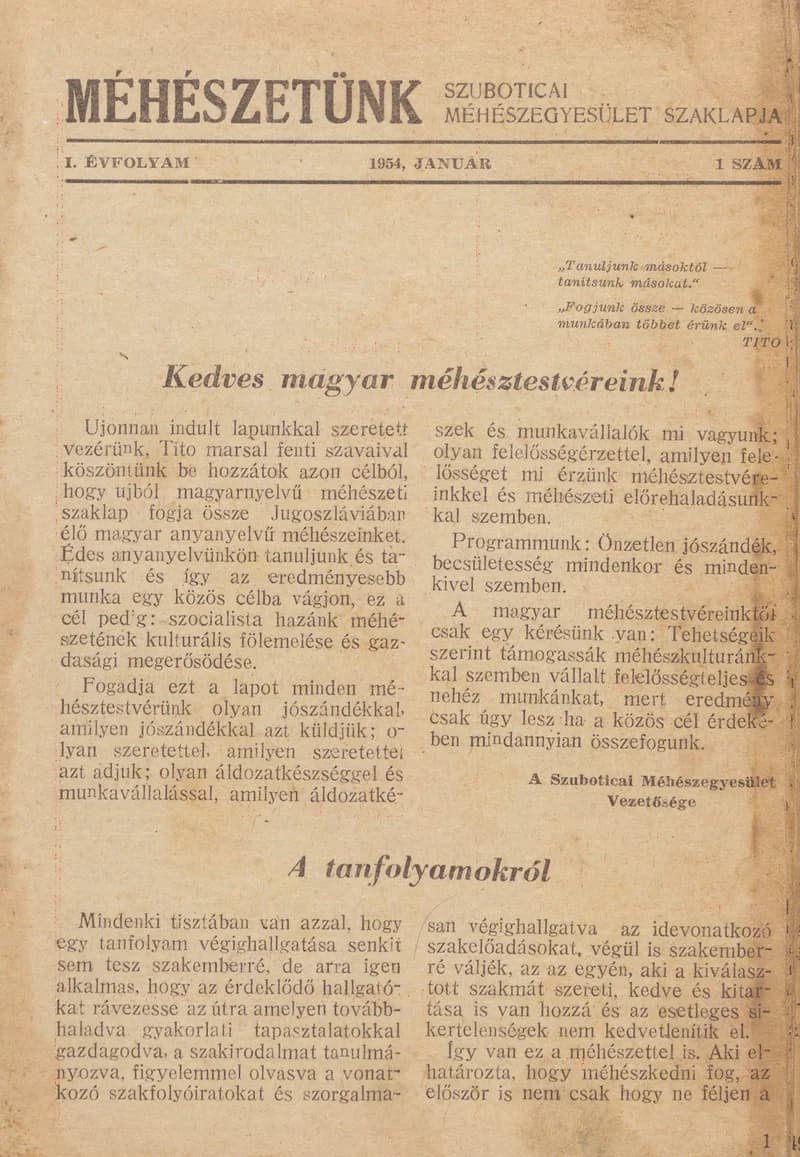 MÉHÉSZETÜNK
SZUBOTICAI
MÉHÉSZEGYESÜLET SZAKLAPJA
I. ÉVFOLYAM 1954, JANUÁR 1 SZÁM
„Tanuljunk másoktól —
tanitsunk másokat.“
„Fogjunk össze — közösen a
munkában többet érünk el“.
TITO
Kedves magyar méhésztestvéreink!
Ujonnan indult lapunkkal szeretett
vezérünk, Tito marsal fenti szavaival
köszöntünk be hozzátok azon célból,
hogy ujból magyarnyelvű méhészeti
szaklap fogja össze Jugoszláviában
élő magyar anyanyelvű méhészeinket.
Édes anyanyelvünkön tanuljunk és ta-
nítsunk és így az eredményesebb
munka egy közös célba vágjon, ez a
cél pedig: szocialista hazánk méhé-
szetének kulturális fölemelése és gaz-
dasági megerősödése.
Fogadja ezt a lapot minden mé-
hésztestvérünk olyan jószándékkal,
amilyen jószándékkal azt küldjük; o-
lyan szeretettel, amilyen szeretettel
azt adjuk; olyan áldozatkészséggel és
munkavállalással, amilyen áldozatké-
szek és munkavállalók mi vagyunk;
olyan felelősségérzettel, amilyen fele-
lősséget mi érzünk méhésztestvére-
inkkel és méhészeti előrehaladásunk-
kal szemben.
Programmunk: Önzetlen jószándék,
becsületesség mindenkor és minden-
kivel szemben.
A magyar méhésztestvéreinktől
csak egy kérésünk van: Tehetségeik
szerint támogassák méhészkulturánk-
kal szemben vállalt felelősségteljes és
nehéz munkánkat, mert eredmény
csak úgy lesz ha a közös cél érdeké-
ben mindannyian összefogunk.
A Szuboticai Méhészegyesület
Vezetősége
A tanfolyamokról
Mindenki tisztában van azzal, hogy
egy tanfolyam végighallgatása senkit
sem tesz szakemberré, de arra igen
alkalmas, hogy az érdeklődő hallgató-
kat rávezesse az útra amelyen tovább-
haladva gyakorlati tapasztalatokkal
gazdagodva, a szakirodalmat tanulmá-
nyozva, figyelemmel olvasva a vonat-
kozó szakfolyóiratokat és szorgalma-
san végighallgatva az idevonatkozó
szakelőadásokat, végül is szakember-
ré váljék, az az egyén, aki a kiválasz-
tott szakmát szereti, kedve és kitar-
tása is van hozzá és az esetleges si-
kertelenségek nem kedvetlenítik el.
Így van ez a méhészettel is. Aki el-
határozta, hogy méhészkedni fog, az
először is nem csak hogy ne féljen a
1